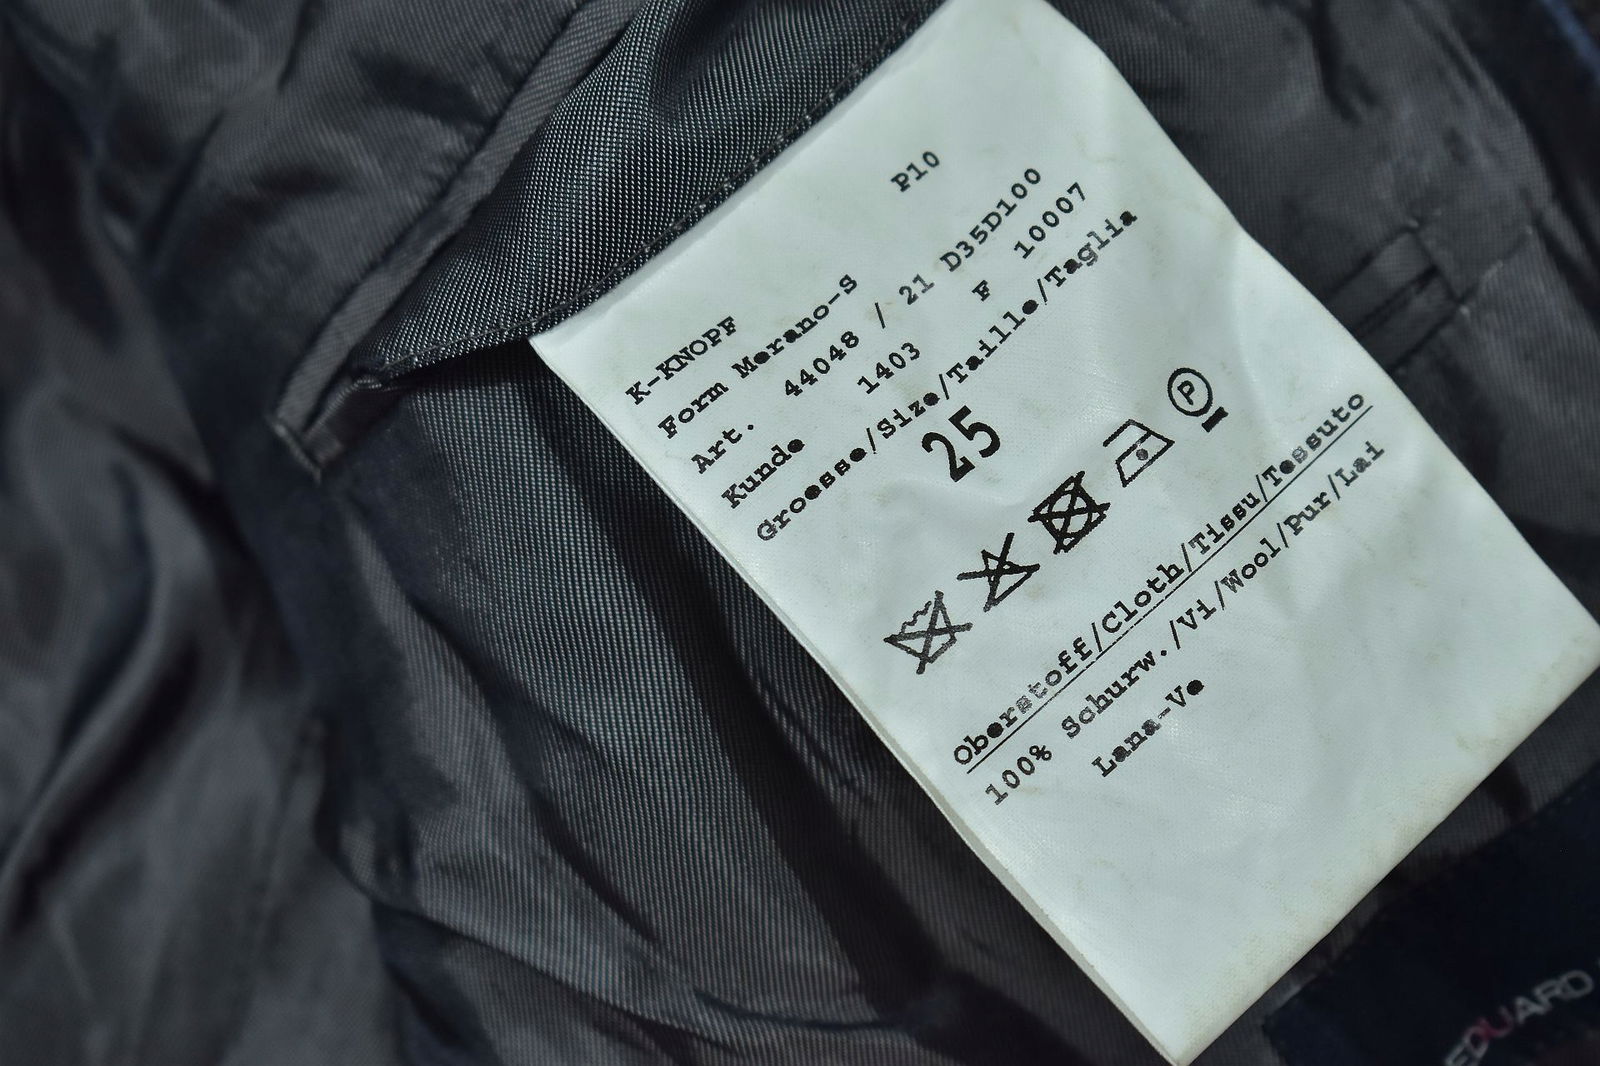 P10
K-KNOPF
Form Merano-S
Art. 44048 / 21 D35D100
Kunde 1403 F 10007
Groesse/Size/Taille/Taglia
25
P
Oberstoff/Cloth/Tissu/Tessuto
100% Schurw./Vi/Wool/Pur/Lai
Lana-Ve
EDUARD